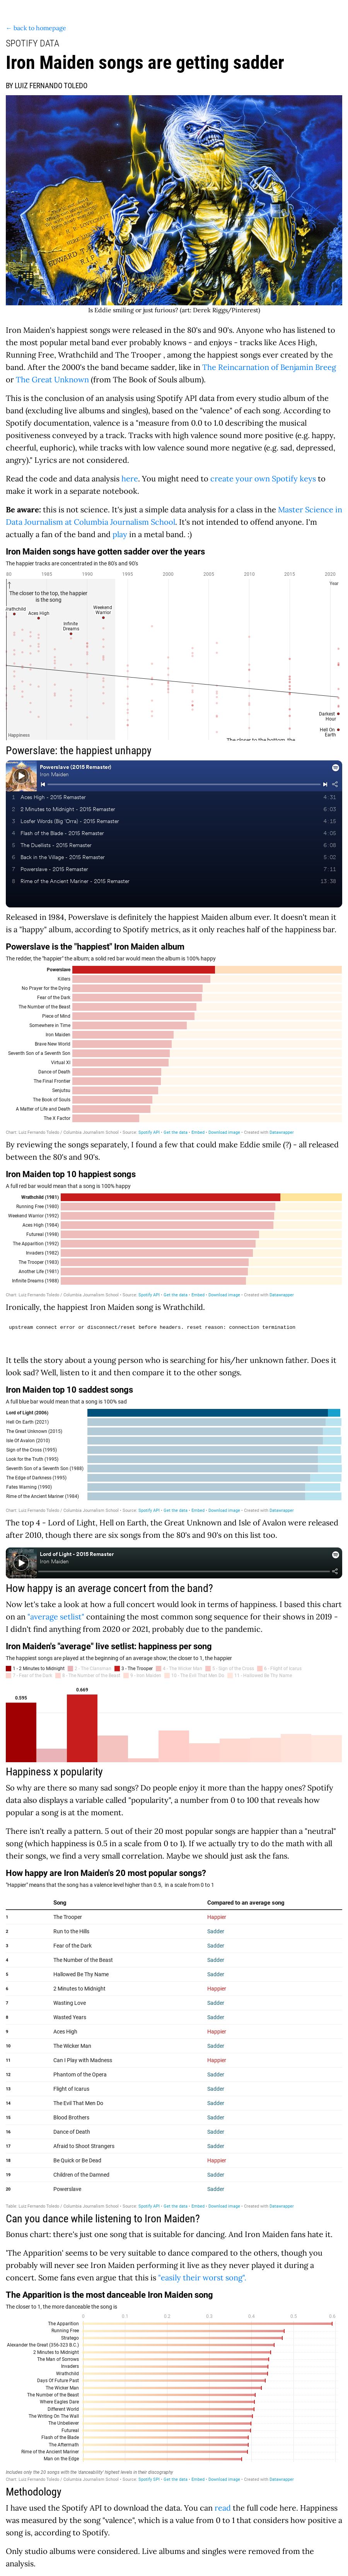 ← back to homepage
SPOTIFY DATA
Iron Maiden songs are getting sadder
BY LUIZ FERNANDO TOLEDO
Is Eddie smiling or just furious? (art: Derek Riggs/Pinterest)
Iron Maiden's happiest songs were released in the 80's and 90's. Anyone who has listened to
the most popular metal band ever probably knows - and enjoys - tracks like Aces High,
Running Free, Wrathchild and The Trooper , among the happiest songs ever created by the
band. After the 2000's the band became sadder, like in The Reincarnation of Benjamin Breeg
or The Great Unknown (from The Book of Souls album).
This is the conclusion of an analysis using Spotify API data from every studio album of the
band (excluding live albums and singles), based on the "valence" of each song. According to
Spotify documentation, valence is a "measure from 0.0 to 1.0 describing the musical
positiveness conveyed by a track. Tracks with high valence sound more positive (e.g. happy,
cheerful, euphoric), while tracks with low valence sound more negative (e.g. sad, depressed,
angry)." Lyrics are not considered.
Read the code and data analysis here. You might need to create your own Spotify keys to
make it work in a separate notebook.
Be aware: this is not science. It's just a simple data analysis for a class in the Master Science in
Data Journalism at Columbia Journalism School. It's not intended to offend anyone. I'm
actually a fan of the band and play in a metal band. :)
Iron Maiden songs have gotten sadder over the years
The happier tracks are concentrated in the 80's and 90's
80 1985 1990 1995 2000 2005 2010 2015 2020
↑ Year
The closer to the top, the happier
is the song
rathchild Aces High Weekend
Warrior
Infinite
Dreams
Darkest
Hour
Hell On
Earth
Happiness
The closer to the bottom, the
Powerslave: the happiest unhappy
Powerslave (2015 Remaster)
Iron Maiden
1 Aces High - 2015 Remaster 4:31
2 2 Minutes to Midnight - 2015 Remaster 6:03
3 Losfer Words (Big 'Orra) - 2015 Remaster 4:15
4 Flash of the Blade - 2015 Remaster 4:05
5 The Duellists - 2015 Remaster 6:08
6 Back in the Village - 2015 Remaster 5:02
7 Powerslave - 2015 Remaster 7:11
8 Rime of the Ancient Mariner - 2015 Remaster 13:38
Released in 1984, Powerslave is definitely the happiest Maiden album ever. It doesn't mean it
is a "happy" album, according to Spotify metrics, as it only reaches half of the happiness bar.
Powerslave is the "happiest" Iron Maiden album
The redder, the "happier" the album, a solid red bar would mean the album is 100% happy
Powerslave
Killers
No Prayer for the Dying
Fear of the Dark
The Number of the Beast
Piece of Mind
Somewhere in Time
Iron Maiden
Brave New World
Seventh Son of a Seventh Son
Virtual XI
Dance of Death
The Final Frontier
Senjutsu
The Book of Souls
A Matter of Life and Death
The X Factor
Chart: Luiz Fernando Toledo / Columbia Journalism School • Source: Spotify API • Get the data • Embed • Download image • Created with Datawrapper
By reviewing the songs separately, I found a few that could make Eddie smile (?) - all released
between the 80's and 90's.
Iron Maiden top 10 happiest songs
A full red bar would mean that a song is 100% happy
Wrathchild (1981)
Running Free (1980)
Weekend Warrior (1992)
Aces High (1984)
Futureal (1998)
The Apparition (1992)
Invaders (1982)
The Trooper (1983)
Another Life (1981)
Infinite Dreams (1988)
Chart: Luiz Fernando Toledo / Columbia Journalism School • Source: Spotify API • Get the data • Embed • Download image • Created with Datawrapper
Ironically, the happiest Iron Maiden song is Wrathchild.
upstream connect error or disconnect/reset before headers. reset reason: connection termination
It tells the story about a young person who is searching for his/her unknown father. Does it
look sad? Well, listen to it and then compare it to the other songs.
Iron Maiden top 10 saddest songs
A full blue bar would mean that a song is 100% sad
Lord of Light (2006)
Hell On Earth (2021)
The Great Unknown (2015)
Isle Of Avalon (2010)
Sign of the Cross (1995)
Look for the Truth (1995)
Seventh Son of a Seventh Son (1988)
The Edge of Darkness (1995)
Fates Warning (1990)
Rime of the Ancient Mariner (1984)
Chart: Luiz Fernando Toledo / Columbia Journalism School • Source: Spotify API • Get the data • Embed • Download image • Created with Datawrapper
The top 4 - Lord of Light, Hell on Earth, the Great Unknown and Isle of Avalon were released
after 2010, though there are six songs from the 80's and 90's on this list too.
Lord of Light - 2015 Remaster
Iron Maiden
How happy is an average concert from the band?
Now let's take a look at how a full concert would look in terms of happiness. I based this chart
on an "average setlist" containing the most common song sequence for their shows in 2019 -
I didn't find anything from 2020 or 2021, probably due to the pandemic.
Iron Maiden's "average" live setlist: happiness per song
The happiest songs are played at the beginning of an average show; the closer to 1, the happier
1 - 2 Minutes to Midnight 2 - The Clansman 3 - The Trooper 4 - The Wicker Man 5 - Sign of the Cross 6 - Flight of Icarus
7 - Fear of the Dark 8 - The Number of the Beast 9 - Iron Maiden 10 - The Evil That Men Do 11 - Hallowed Be Thy Name
0.595 0.669
Happiness x popularity
So why are there so many sad songs? Do people enjoy it more than the happy ones? Spotify
data also displays a variable called "popularity", a number from 0 to 100 that reveals how
popular a song is at the moment.
There isn't really a pattern. 5 out of their 20 most popular songs are happier than a "neutral"
song (which hapiness is 0.5 in a scale from 0 to 1). If we actually try to do the math with all
their songs, we find a very small correlation. Maybe we should just ask the fans.
How happy are Iron Maiden's 20 most popular songs?
"Happier" means that the song has a valence level higher than 0.5, in a scale from 0 to 1
Song Compared to an average song
1 The Trooper Happier
2 Run to the Hills Sadder
3 Fear of the Dark Sadder
4 The Number of the Beast Sadder
5 Hallowed Be Thy Name Sadder
6 2 Minutes to Midnight Happier
7 Wasting Love Sadder
8 Wasted Years Sadder
9 Aces High Happier
10 The Wicker Man Sadder
11 Can I Play with Madness Happier
12 Phantom of the Opera Sadder
13 Flight of Icarus Sadder
14 The Evil That Men Do Sadder
15 Blood Brothers Sadder
16 Dance of Death Sadder
17 Afraid to Shoot Strangers Sadder
18 Be Quick or Be Dead Happier
19 Children of the Damned Sadder
20 Powerslave Sadder
Table: Luiz Fernando Toledo / Columbia Journalism School • Source: Spotify API • Get the data • Embed • Download image • Created with Datawrapper
Can you dance while listening to Iron Maiden?
Bonus chart: there's just one song that is suitable for dancing. And Iron Maiden fans hate it.
'The Apparition' seems to be very suitable to dance compared to the others, though you
probably will never see Iron Maiden performing it live as they never played it during a
concert. Some fans even argue that this is "easily their worst song".
The Apparition is the most danceable Iron Maiden song
The closer to 1, the more danceable the song is
0 0.1 0.2 0.3 0.4 0.5 0.6
The Apparition
Running Free
Stratego
Alexander the Great (356-323 B.C.)
2 Minutes to Midnight
The Man of Sorrows
Invaders
Wrathchild
Days Of Future Past
The Wicker Man
The Number of the Beast
Where Eagles Dare
Different World
The Writing On The Wall
The Unbeliever
Futureal
Flash of the Blade
The Aftermath
Rime of the Ancient Mariner
Man on the Edge
Includes only the 20 songs with the 'danceability' highest levels in their discography
Chart: Luiz Fernando Toledo / Columbia Journalism School • Source: Spotify API • Get the data • Embed • Download image • Created with Datawrapper
Methodology
I have used the Spotify API to download the data. You can read the full code here. Happiness
was measured by the song "valence", which is a value from 0 to 1 that considers how positive a
song is, according to Spotify.
Only studio albums were considered. Live albums and singles were removed from the
analysis.